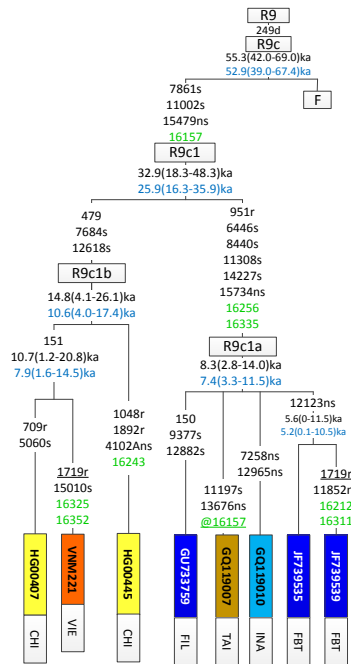 R9
249d
R9c
55.3(42.0-69.0)ka
52.9(39.0-67.4)ka
F
7861s
11002s
15479ns
16157
R9c1
32.9(18.3-48.3)ka
25.9(16.3-35.9)ka
479
7684s
12618s
R9c1b
14.8(4.1-26.1)ka
10.6(4.0-17.4)ka
151
10.7(1.2-20.8)ka
7.9(1.6-14.5)ka
709r
5060s
1719r
15010s
16325
16352
1048r
1892r
4102Ans
16243
951r
6446s
8440s
11308s
14227s
15734ns
16256
16335
R9c1a
8.3(2.8-14.0)ka
7.4(3.3-11.5)ka
150
9377s
12882s
11197s
13676ns
@16157
7258ns
12965ns
12123ns
5.6(0-11.5)ka
5.2(0.1-10.5)ka
1719r
11852n
16212
16311
HG00407
VNM221
HG00445
GU733759
GQ119007
GQ119010
JF739535
JF739539
CHI
VIE
CHI
FIL
TAI
INA
FBT
FBT